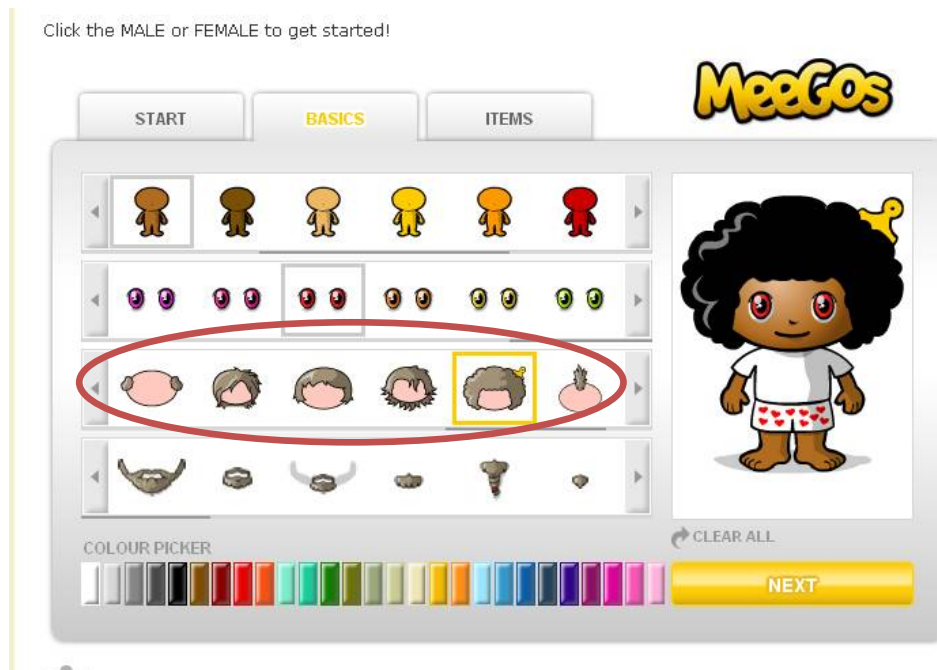 Click the MALE or FEMALE to get started!
MeeGos
START
BASICS
ITEMS
CLEAR ALL
COLOUR PICKER
NEXT